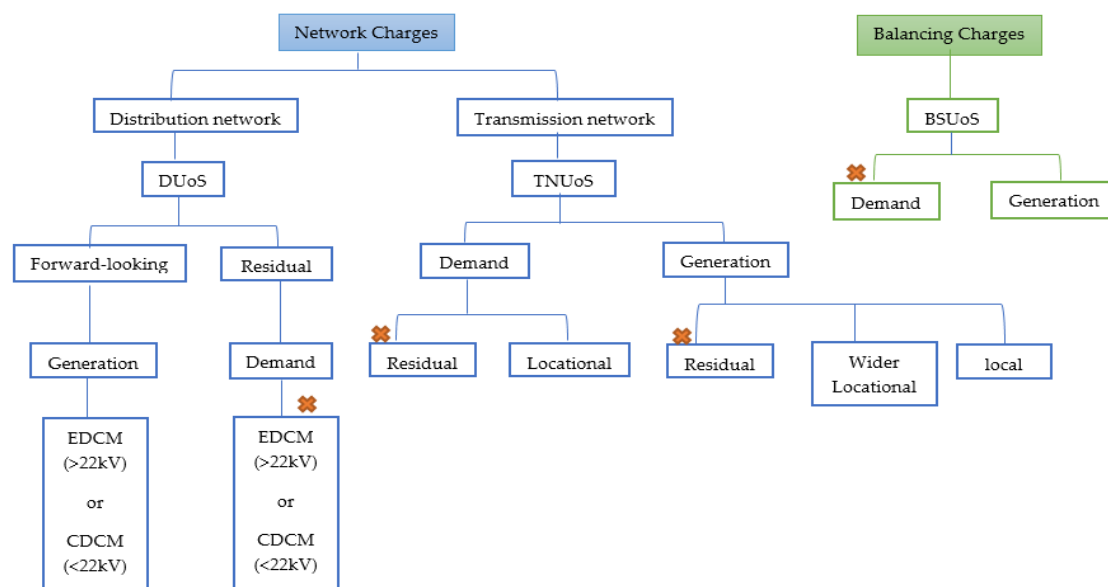 Network Charges
Balancing Charges
Distribution network
Transmission network
BSUoS
DUoS
TNUoS
Demand
Generation
Forward-looking
Residual
Demand
Generation
Generation
Demand
Residual
Locational
Residual
Wider
Locational
local
EDCM
(>22kV)
or
CDCM
(<22kV)
EDCM
(>22kV)
or
CDCM
(<22kV)